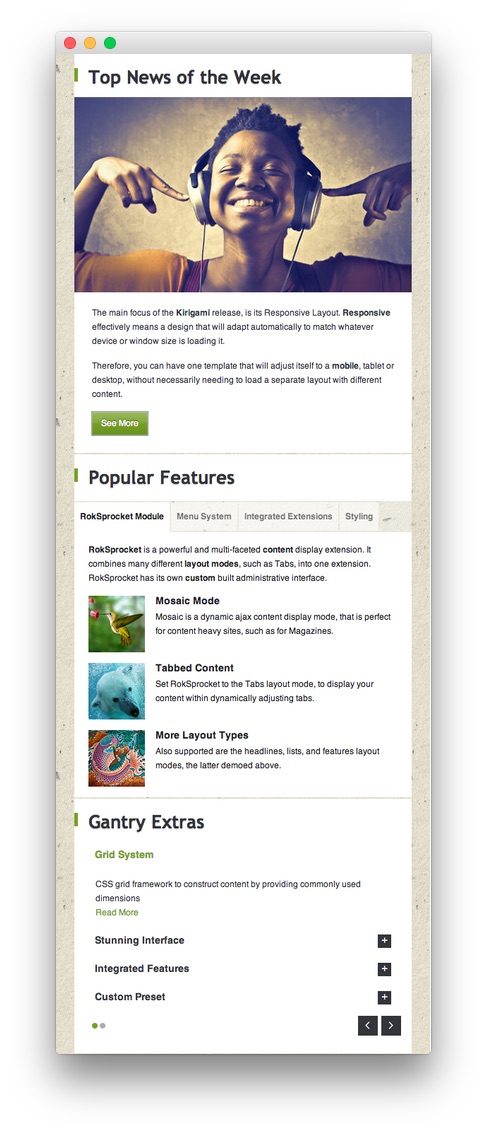 Top News of the Week
The main focus of the Kirigami release, is its Responsive Layout. Responsive
effectively means a design that will adapt automatically to match whatever
device or window size is loading it.
Therefore, you can have one template that will adjust itself to a mobile, tablet or
desktop, without necessarily needing to load a separate layout with different
content.
See More
Popular Features
RokSprocket Module Menu System Integrated Extensions Styling
RokSprocket is a powerful and multi-faceted content display extension. It
combines many different layout modes, such as Tabs, into one extension.
RokSprocket has its own custom built administrative interface.
Mosaic Mode
Mosaic is a dynamic ajax content display mode, that is perfect
for content heavy sites, such as for Magazines.
Tabbed Content
Set RokSprocket to the Tabs layout mode, to display your
content within dynamically adjusting tabs.
More Layout Types
Also supported are the headlines, lists, and features layout
modes, the latter demoed above.
Gantry Extras
Grid System
CSS grid framework to construct content by providing commonly used
dimensions
Read More
Stunning Interface
Integrated Features
Custom Preset